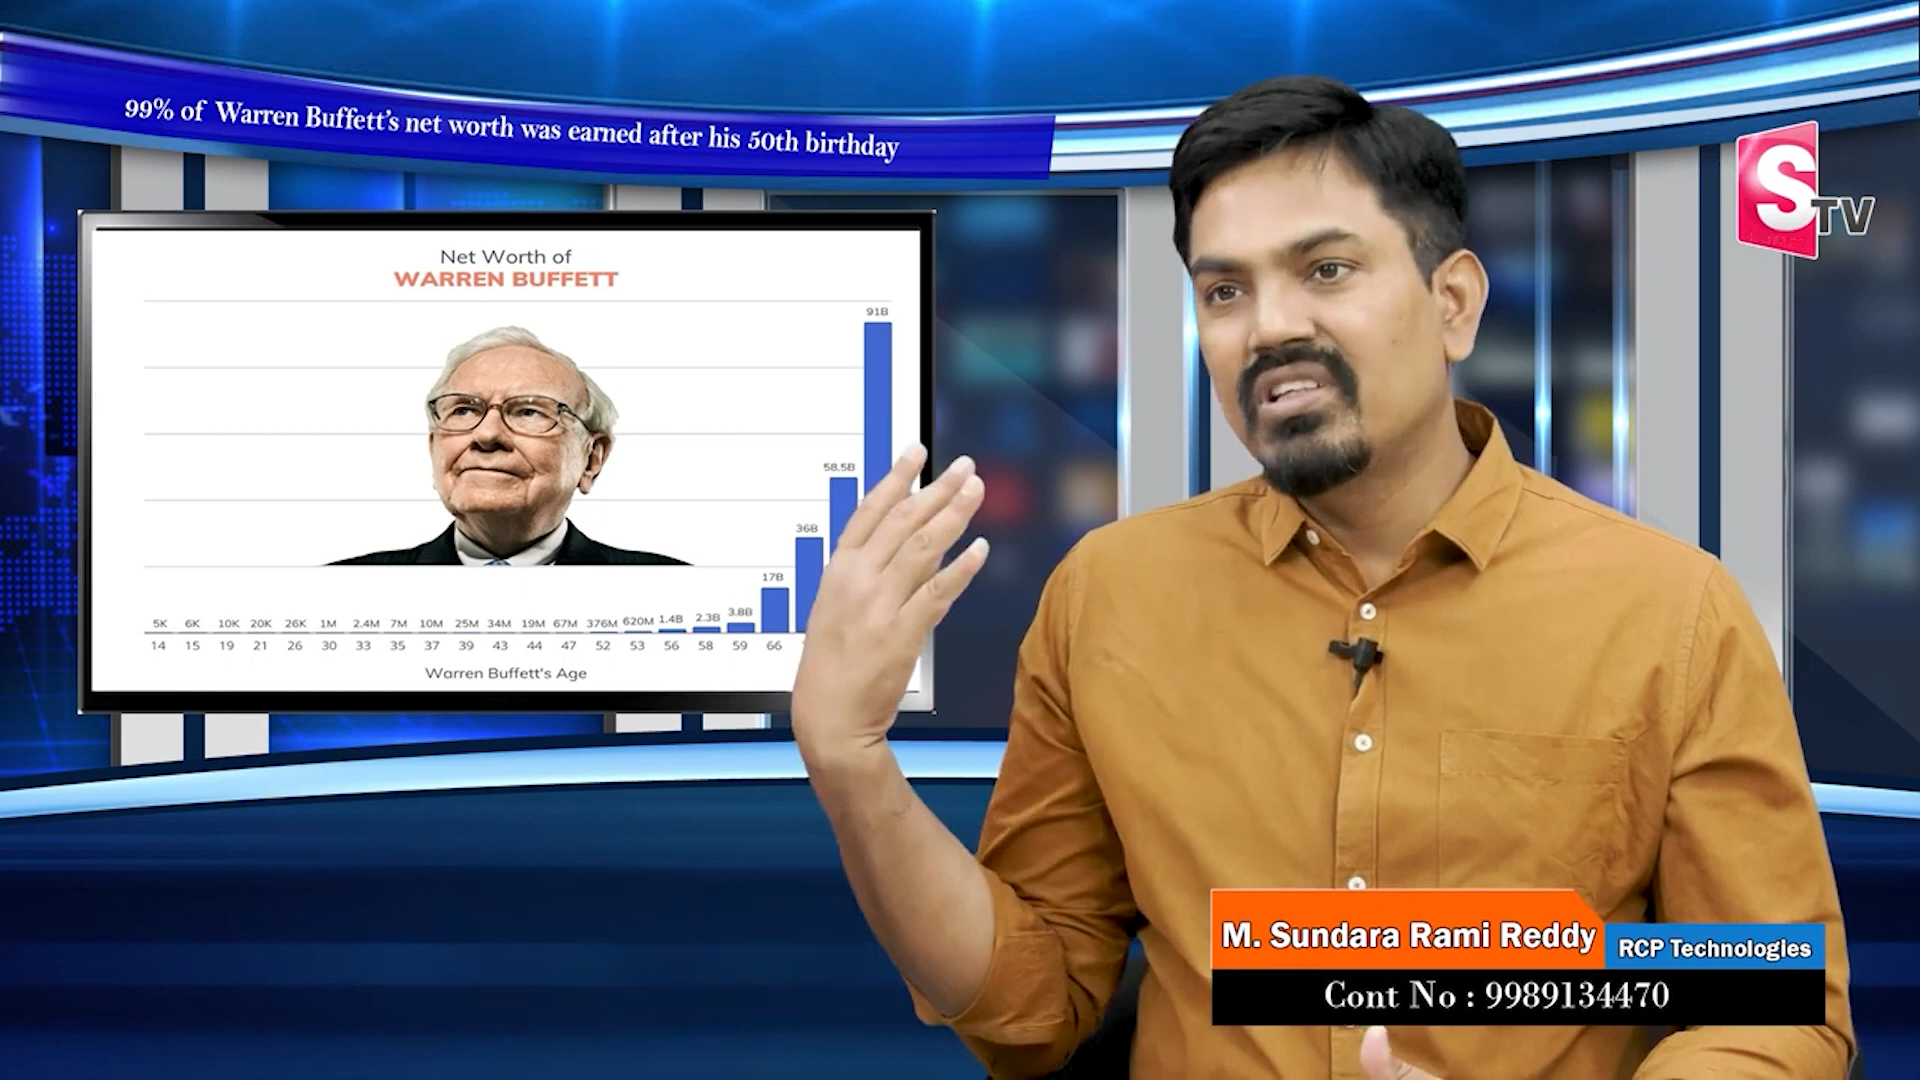 99% of Warren Buffett's net worth was earned after his 50th birthday
S TV
Net Worth of
WARREN BUFFETT
91B
58.5B
36B
17B
5K 6K 10K 20K 26K 1M 2.4M 7M 10M 25M 34M 19M 67M 376M 620M 1.4B 2.3B 3.8B
14 15 19 21 26 30 33 35 37 39 43 44 47 52 53 56 58 59 66
Warren Buffett's Age
M. Sundara Rami Reddy
RCP Technologies
Cont No : 9989134470